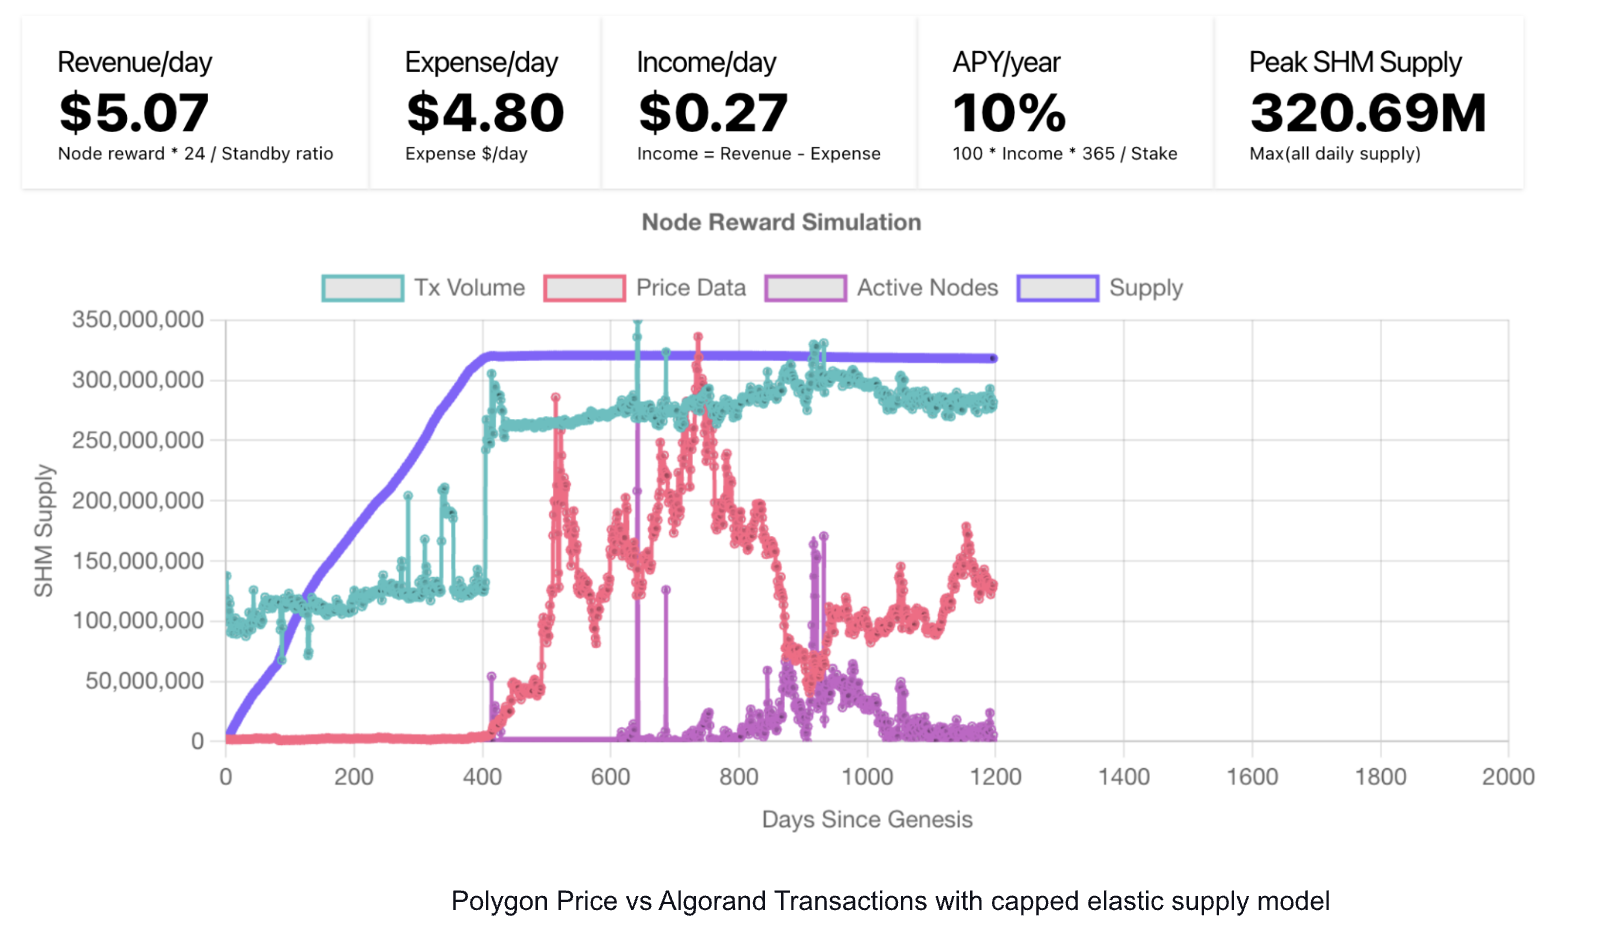 Revenue/day
$5.07
Node reward * 24 / Standby ratio
Expense/day
$4.80
Expense $/day
Income/day
$0.27
Income = Revenue - Expense
APY/year
10%
100 * Income * 365 / Stake
Peak SHM Supply
320.69M
Max(all daily supply)
Node Reward Simulation
Tx Volume
Price Data
Active Nodes
Supply
SHM Supply
350,000,000
300,000,000
250,000,000
200,000,000
150,000,000
100,000,000
50,000,000
0
0 200 400 600 800 1000 1200 1400 1600 1800 2000
Days Since Genesis
Polygon Price vs Algorand Transactions with capped elastic supply model